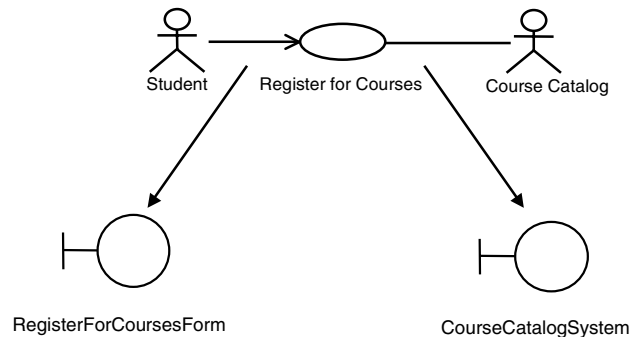 Student
Register for Courses
Course Catalog
RegisterForCoursesForm
CourseCatalogSystem